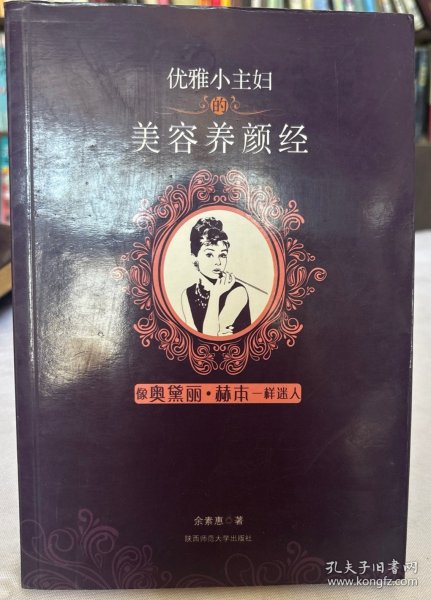 优雅小主妇
的
美容养颜经
像奥黛丽·赫本一样迷人
余素惠 著
陕西师范大学出版社
孔夫子旧书网
www.kongfz.com